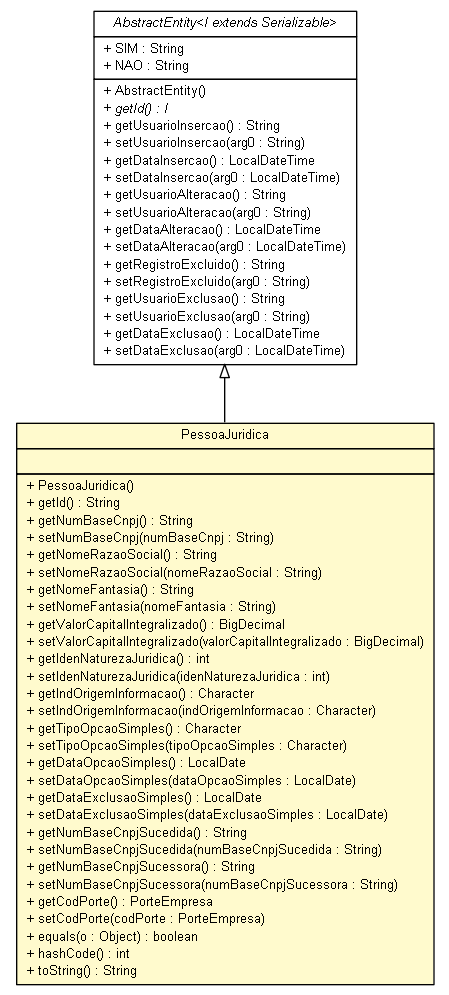 AbstractEntity<I extends Serializable>
+ SIM : String
+ NAO : String
+ AbstractEntity()
+ getId() : I
+ getUsuarioInsercao() : String
+ setUsuarioInsercao(arg0 : String)
+ getDataInsercao() : LocalDateTime
+ setDataInsercao(arg0 : LocalDateTime)
+ getUsuarioAlteracao() : String
+ setUsuarioAlteracao(arg0 : String)
+ getDataAlteracao() : LocalDateTime
+ setDataAlteracao(arg0 : LocalDateTime)
+ getRegistroExcluido() : String
+ setRegistroExcluido(arg0 : String)
+ getUsuarioExclusao() : String
+ setUsuarioExclusao(arg0 : String)
+ getDataExclusao() : LocalDateTime
+ setDataExclusao(arg0 : LocalDateTime)
PessoaJuridica
+ PessoaJuridica()
+ getId() : String
+ getNumBaseCnpj() : String
+ setNumBaseCnpj(numBaseCnpj : String)
+ getNomeRazaoSocial() : String
+ setNomeRazaoSocial(nomeRazaoSocial : String)
+ getNomeFantasia() : String
+ setNomeFantasia(nomeFantasia : String)
+ getValorCapitalIntegralizado() : BigDecimal
+ setValorCapitalIntegralizado(valorCapitalIntegralizado : BigDecimal)
+ getIdenNaturezaJuridica() : int
+ setIdenNaturezaJuridica(idenNaturezaJuridica : int)
+ getIndOrigemInformacao() : Character
+ setIndOrigemInformacao(indOrigemInformacao : Character)
+ getTipoOpcaoSimples() : Character
+ setTipoOpcaoSimples(tipoOpcaoSimples : Character)
+ getDataOpcaoSimples() : LocalDate
+ setDataOpcaoSimples(dataOpcaoSimples : LocalDate)
+ getDataExclusaoSimples() : LocalDate
+ setDataExclusaoSimples(dataExclusaoSimples : LocalDate)
+ getNumBaseCnpjSucedida() : String
+ setNumBaseCnpjSucedida(numBaseCnpjSucedida : String)
+ getNumBaseCnpjSucessora() : String
+ setNumBaseCnpjSucessora(numBaseCnpjSucessora : String)
+ getCodPorte() : PorteEmpresa
+ setCodPorte(codPorte : PorteEmpresa)
+ equals(o : Object) : boolean
+ hashCode() : int
+ toString() : String